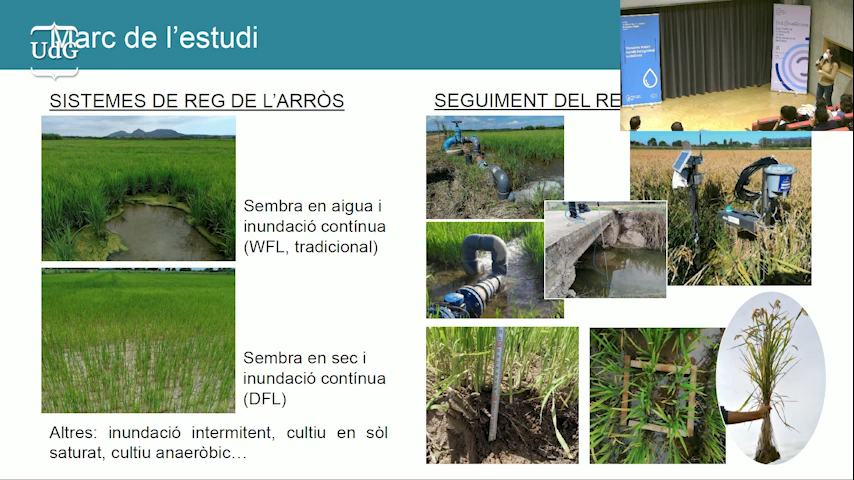 Marc de l'estudi
UdG
SISTEMES DE REG DE L'ARRÒS
Sembra en aigua i
inundació contínua
(WFL, tradicional)
Sembra en sec i
inundació contínua
(DFL)
Altres: inundació intermitent, cultiu en sòl
saturat, cultiu anaeròbic…
SEGUIMENT DEL RE